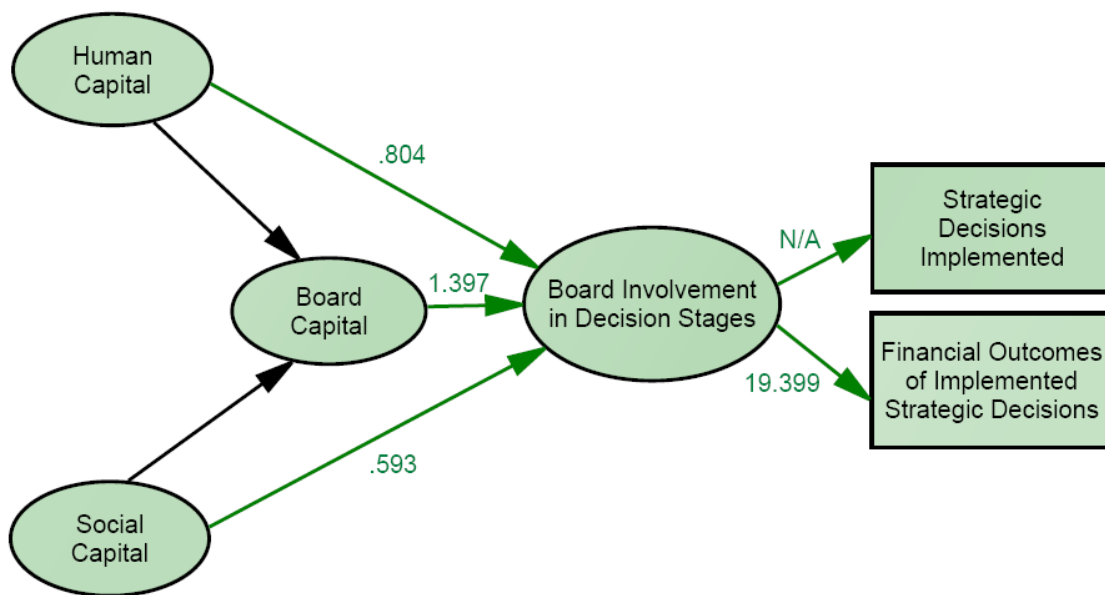 Human
Capital
.804
Strategic
Decisions
Implemented
N/A
Board
Capital
1.397
Board Involvement
in Decision Stages
Financial Outcomes
of Implemented
Strategic Decisions
19.399
.593
Social
Capital